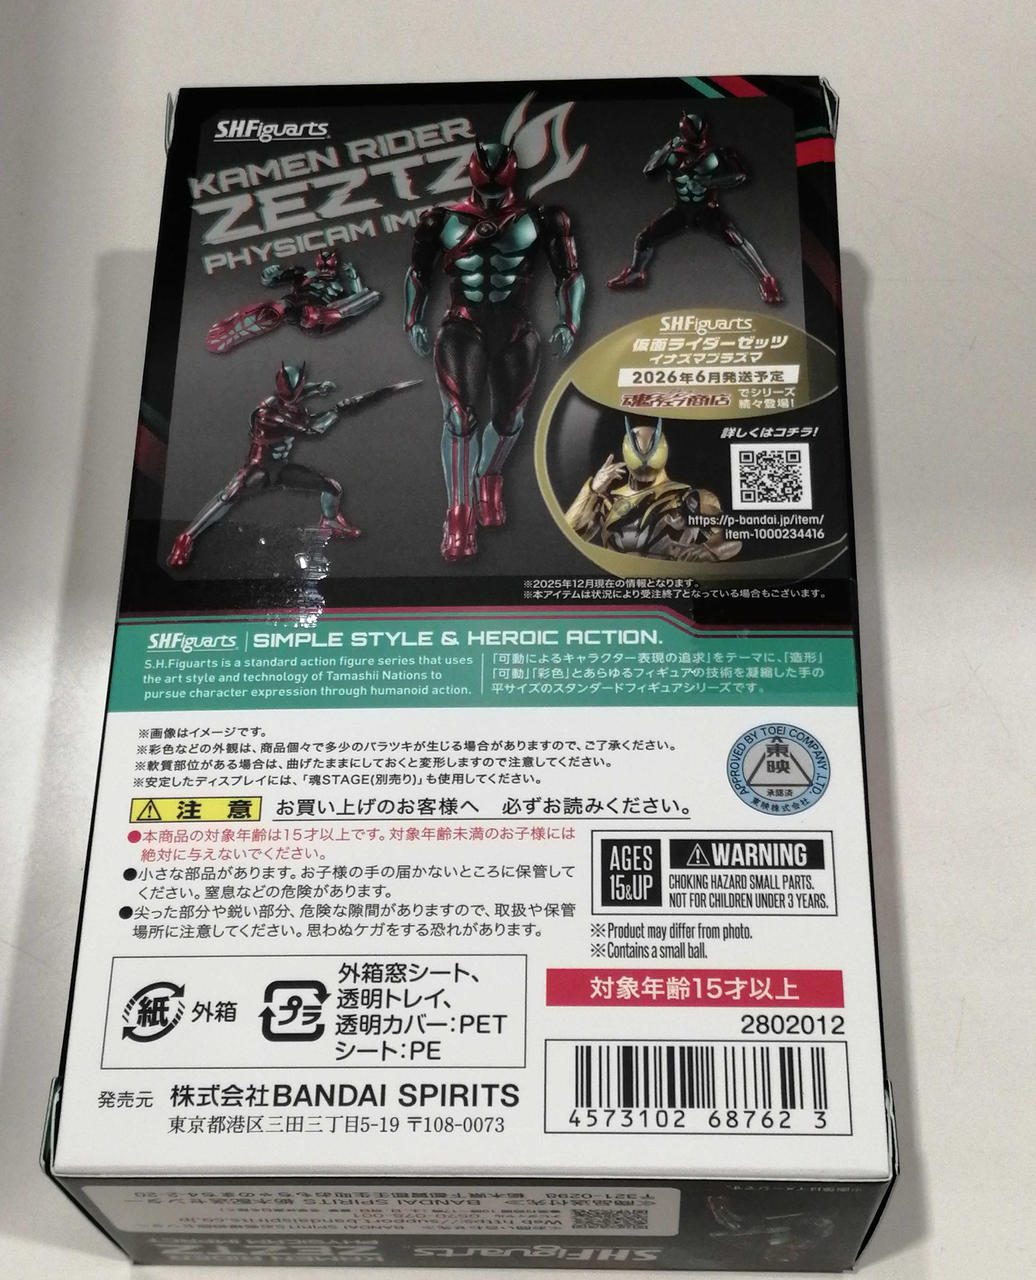 S.H.Figuarts
KAMEN RIDER
ZEZTZ
PHYSICAM IMP
S.H.Figuarts
仮面ライダーゼッツ
イナズマプラズマ
2026年6月発送予定
魂ウェブ商店
でシリーズ
続々登場!
詳しくはコチラ!
https://p-bandai.jp/item/
item-1000234416
※2025年12月現在の情報となります。
※本アイテムは状況により受注終了となっている場合もございます。
S.H.Figuarts SIMPLE STYLE & HEROIC ACTION.
S.H.Figuarts is a standard action figure series that uses
the art style and technology of Tamashii Nations to
pursue character expression through humanoid action.
「可動によるキャラクター表現の追求」をテーマに、「造形」
「可動」「彩色」とあらゆるフィギュアの技術を凝縮した手の
平サイズのスタンダードフィギュアシリーズです。
※画像はイメージです。
※彩色などの外観は、商品個々で多少のバラツキが生じる場合がありますので、ご了承ください。
※軟質部位がある場合は、曲げたままにしておくと変形しますので注意してください。
※安定したディスプレイには、「魂STAGE(別売り)」も使用してください。
APPROVED BY TOEI COMPANY, LTD.
東映
承認済
東映株式会社
注意 お買い上げのお客様へ 必ずお読みください。
●本商品の対象年齢は15才以上です。対象年齢未満のお子様には
絶対に与えないでください。
●小さな部品があります。お子様の手の届かないところに保管して
ください。窒息などの危険があります。
●尖った部分や鋭い部分、危険な隙間がありますので、取扱や保管
場所に注意してください。思わぬケガをする恐れがあります。
AGES
15&UP
WARNING
CHOKING HAZARD SMALL PARTS.
NOT FOR CHILDREN UNDER 3 YEARS.
※Product may differ from photo.
※Contains a small ball.
紙 外箱
プラ
外箱窓シート、
透明トレイ、
透明カバー:PET
シート:PE
対象年齢15才以上
2802012
4573102 68762 3
発売元 株式会社BANDAI SPIRITS
東京都港区三田三丁目5-19 〒108-0073
S.H.Figuarts
KAMEN RIDER
ZEZTZ